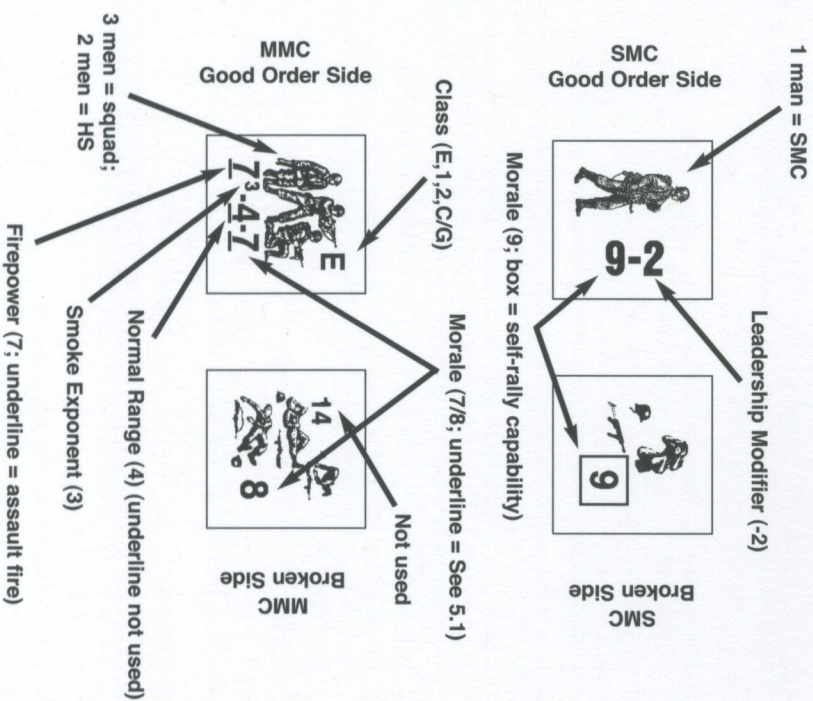 1 man = SMC
SMC
Good Order Side
9-2
Leadership Modifier (-2)
9
SMC
Broken Side
Morale (9; box = self-rally capability)
Class (E,1,2,C/G)
MMC
Good Order Side
E
7³-4-7
3 men = squad;
2 men = HS
Morale (7/8; underline = See 5.1)
14
8
Not used
MMC
Broken Side
Normal Range (4) (underline not used)
Smoke Exponent (3)
Firepower (7; underline = assault fire)